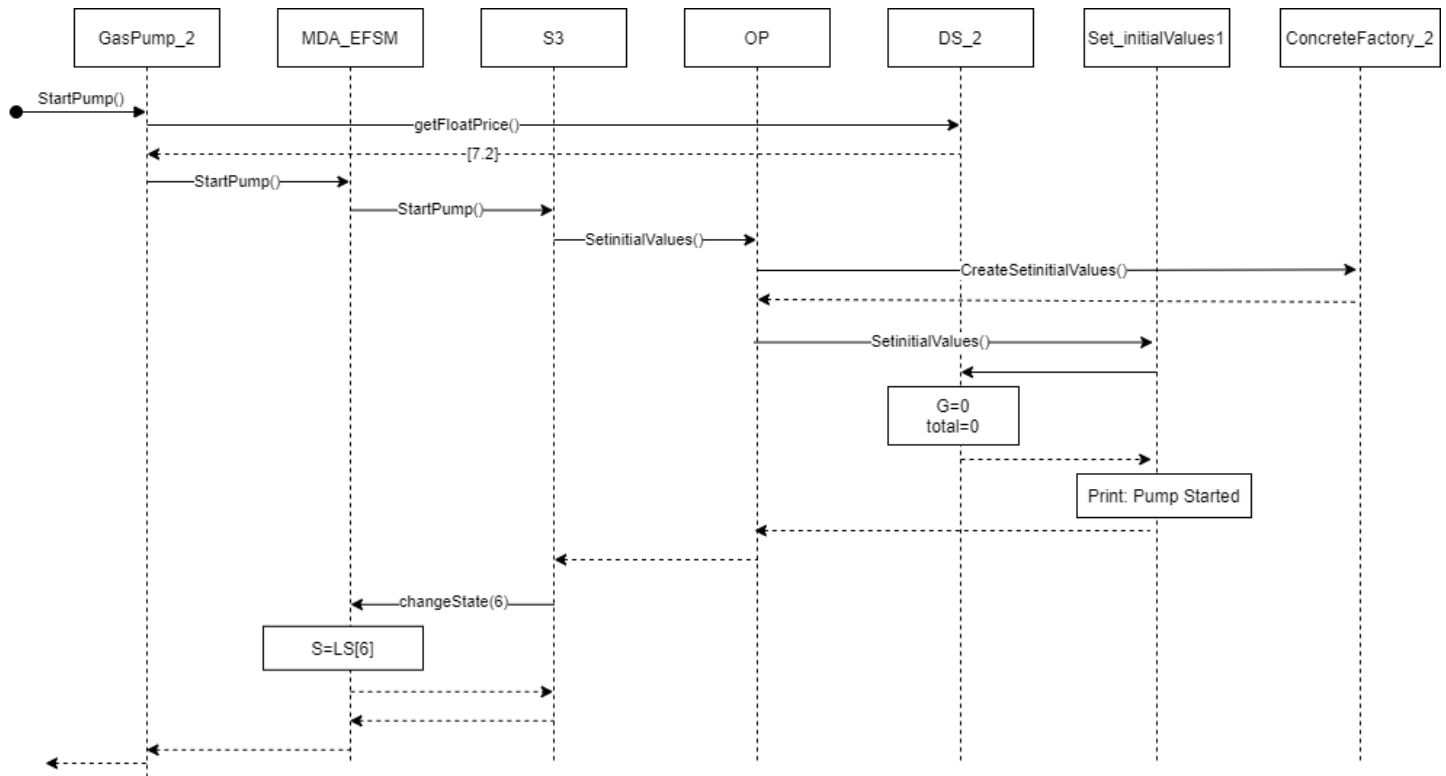 GasPump_2
MDA_EFSM
S3
OP
DS_2
Set_initialValues1
ConcreteFactory_2
StartPump()
getFloatPrice()
[7.2}
StartPump()
StartPump()
SetinitialValues()
CreateSetinitialValues()
SetinitialValues()
G=0
total=0
Print: Pump Started
changeState(6)
S=LS[6]